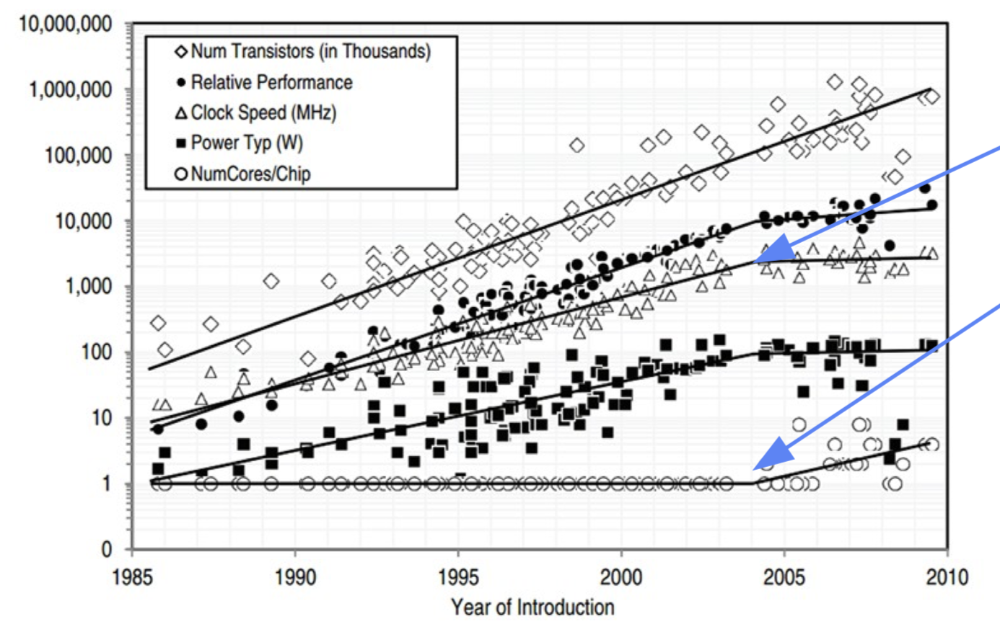 10,000,000
1,000,000
100,000
10,000
1,000
100
10
1
0
Num Transistors (in Thousands)
Relative Performance
Clock Speed (MHz)
Power Typ (W)
NumCores/Chip
1985 1990 1995 2000 2005 2010
Year of Introduction